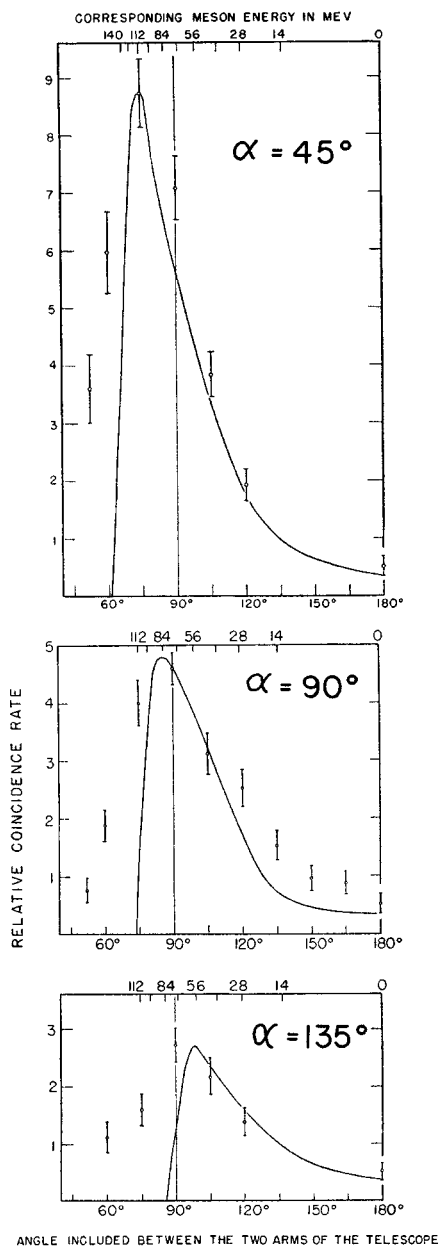 CORRESPONDING MESON ENERGY IN MEV
140 112 84 56 28 14 0
9
α = 45°
8
7
6
5
4
3
2
1
60° 90° 120° 150° 180°
112 84 56 28 14 0
5
α = 90°
4
3
2
1
60° 90° 120° 150° 180°
RELATIVE COINCIDENCE RATE
112 84 56 28 14 0
3
α = 135°
2
1
60° 90° 120° 150° 180°
ANGLE INCLUDED BETWEEN THE TWO ARMS OF THE TELESCOPE